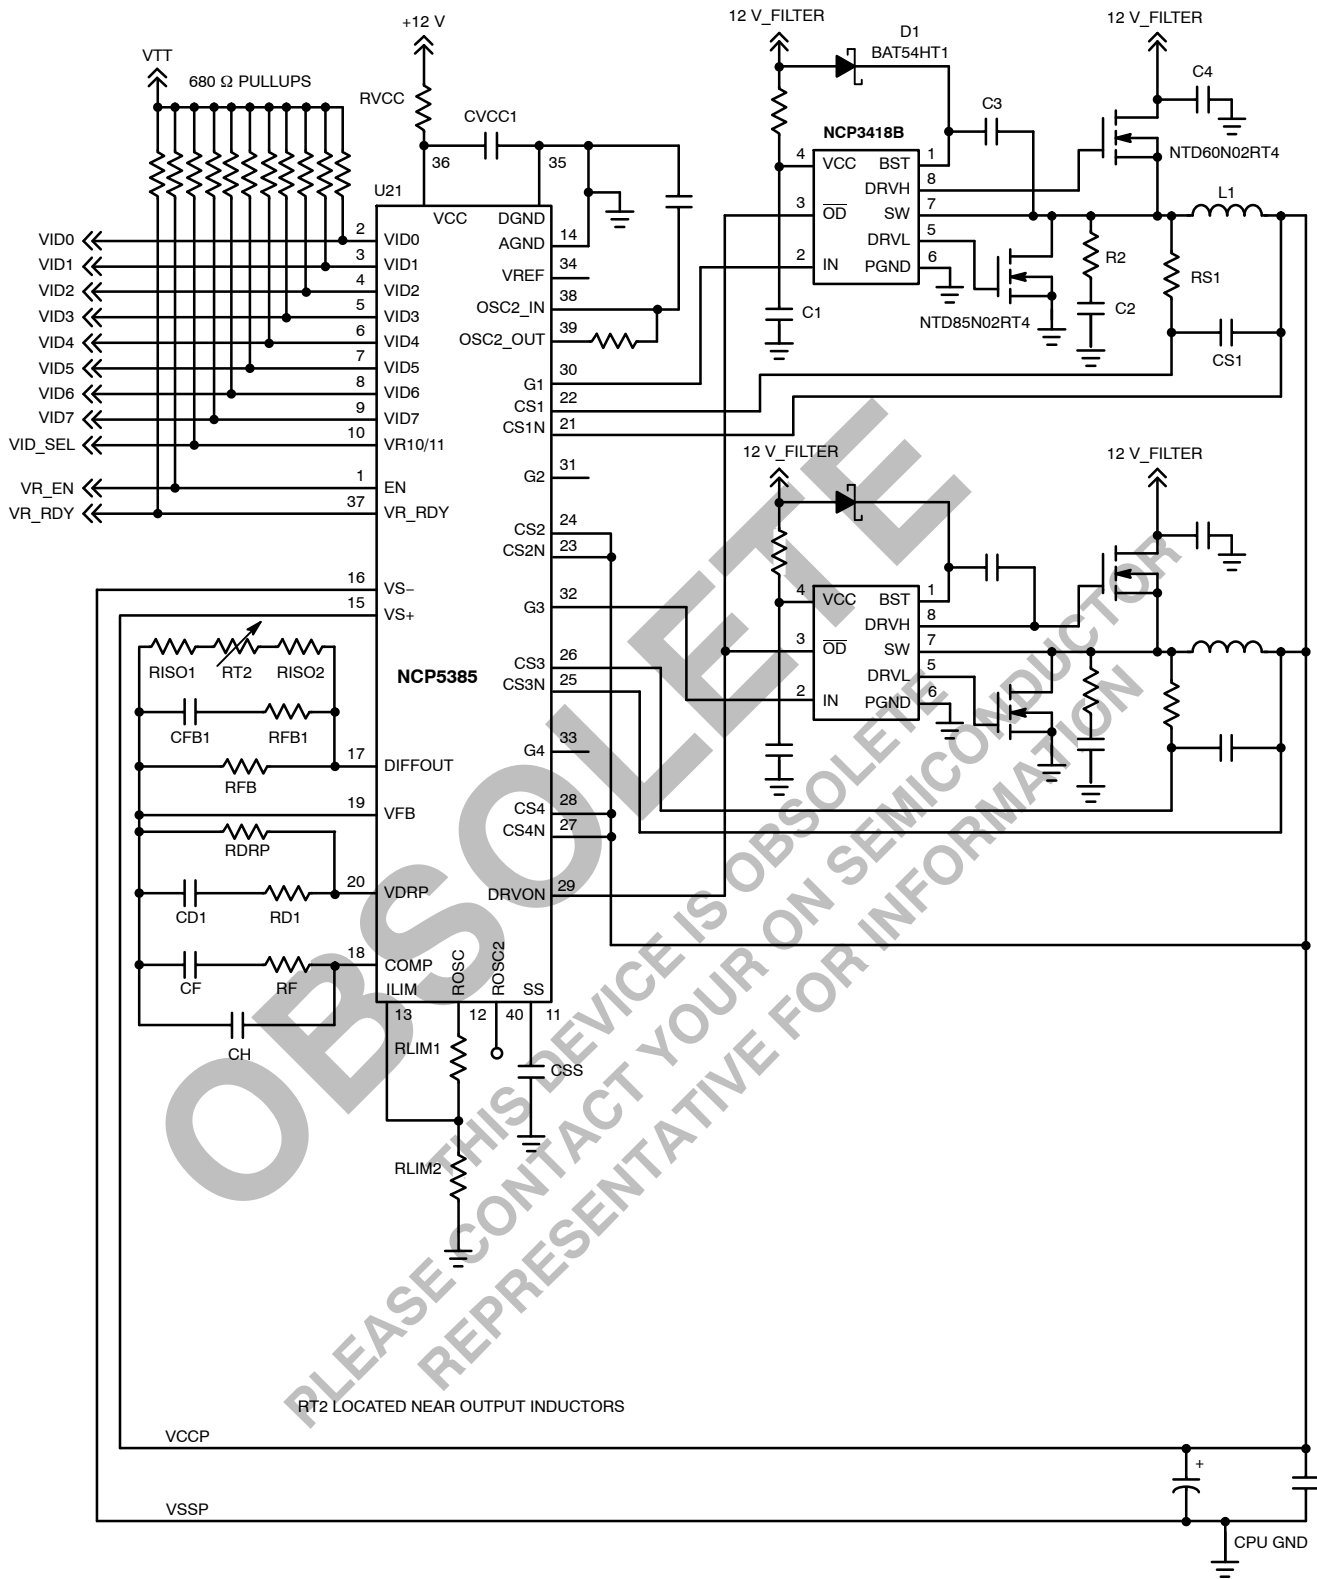 +12 V
12 V_FILTER
D1
BAT54HT1
12 V_FILTER
VTT
680 Ω PULLUPS
RVCC
CVCC1
C3
C4
NCP3418B
NTD60N02RT4
36
35
U21
VCC
DGND
4
VCC
BST
1
DRVH
8
3
OD
SW
7
L1
DRVL
5
2
IN
PGND
6
R2
RS1
C1
NTD85N02RT4
C2
CS1
VID0
2
VID0
AGND
14
VID1
3
VID1
VREF
34
VID2
4
VID2
OSC2_IN
38
VID3
5
VID3
OSC2_OUT
39
VID4
6
VID4
VID5
7
VID5
G1
30
VID6
8
VID6
CS1
22
VID7
9
VID7
CS1N
21
VID_SEL
10
VR10/11
G2
31
VR_EN
1
EN
VR_RDY
37
VR_RDY
CS2
24
CS2N
23
12 V_FILTER
12 V_FILTER
16
VS−
15
VS+
G3
32
4
VCC
BST
1
DRVH
8
3
OD
SW
7
DRVL
5
2
IN
PGND
6
RISO1
RT2
RISO2
NCP5385
CS3
26
CS3N
25
CFB1
RFB1
17
DIFFOUT
G4
33
RFB
19
VFB
CS4
28
CS4N
27
RDRP
20
VDRP
DRVON
29
CD1
RD1
18
COMP
CF
RF
ILIM
ROSC
ROSC2
SS
13
12
40
11
CH
RLIM1
CSS
RLIM2
OBSOLETE
THIS DEVICE IS OBSOLETE
PLEASE CONTACT YOUR ON SEMICONDUCTOR
REPRESENTATIVE FOR INFORMATION
RT2 LOCATED NEAR OUTPUT INDUCTORS
VCCP
+
VSSP
CPU GND